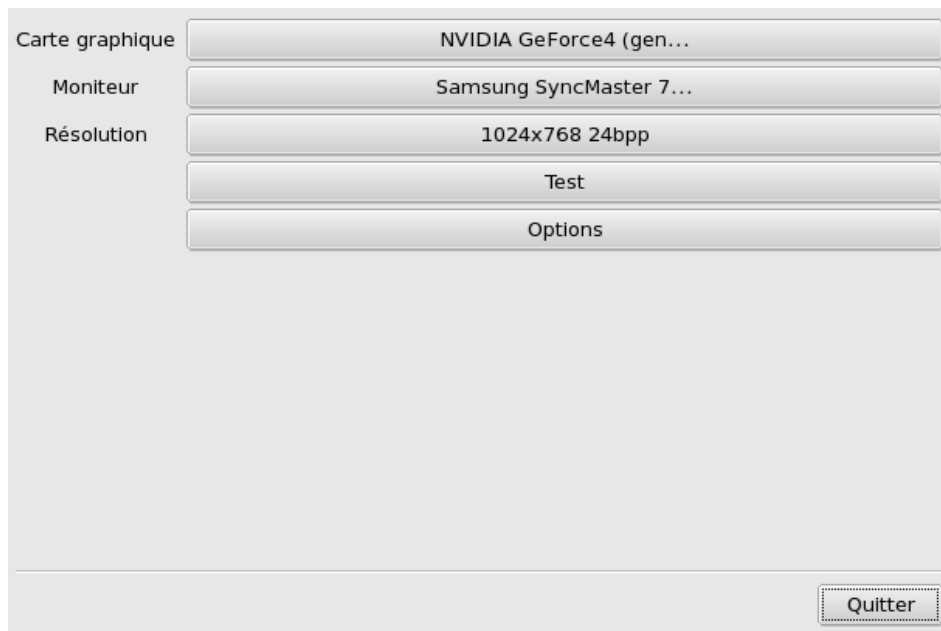 Carte graphique NVIDIA GeForce4 (gen...
Moniteur Samsung SyncMaster 7...
Résolution 1024x768 24bpp
Test
Options
Quitter